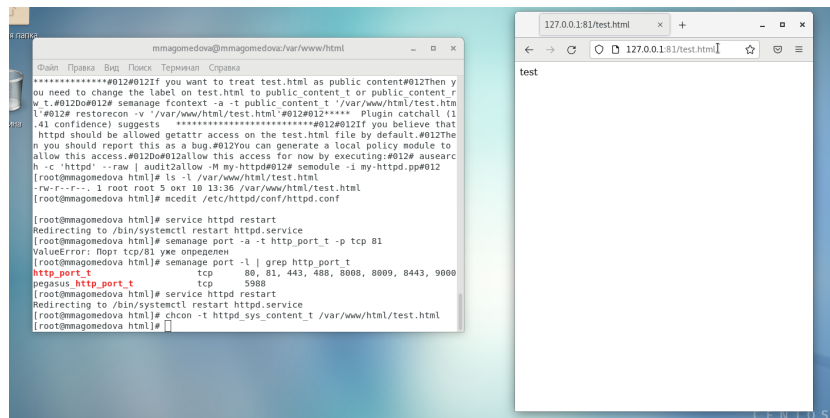 я папка
ина
mmagomedova@mmagomedova:/var/www/html
Файл Правка Вид Поиск Терминал Справка
**************#012#012If you want to treat test.html as public content#012Then y
ou need to change the label on test.html to public_content_t or public_content_r
w_t.#012Do#012# semanage fcontext -a -t public_content_t '/var/www/html/test.htm
l'#012# restorecon -v '/var/www/html/test.html'#012#012***** Plugin catchall (1
.41 confidence) suggests **************************#012#012If you believe that
httpd should be allowed getattr access on the test.html file by default.#012The
n you should report this as a bug.#012You can generate a local policy module to
allow this access.#012Do#012allow this access for now by executing:#012# ausearc
h -c 'httpd' --raw | audit2allow -M my-httpd#012# semodule -i my-httpd.pp#012
[root@mmagomedova html]# ls -l /var/www/html/test.html
-rw-r--r--. 1 root root 5 окт 10 13:36 /var/www/html/test.html
[root@mmagomedova html]# mcedit /etc/httpd/conf/httpd.conf
[root@mmagomedova html]# service httpd restart
Redirecting to /bin/systemctl restart httpd.service
[root@mmagomedova html]# semanage port -a -t http_port_t -p tcp 81
ValueError: Порт tcp/81 уже определен
[root@mmagomedova html]# semanage port -l | grep http_port_t
http_port_t tcp 80, 81, 443, 488, 8008, 8009, 8443, 9000
pegasus_http_port_t tcp 5988
[root@mmagomedova html]# service httpd restart
Redirecting to /bin/systemctl restart httpd.service
[root@mmagomedova html]# chcon -t httpd_sys_content_t /var/www/html/test.html
[root@mmagomedova html]#
127.0.0.1:81/test.html
127.0.0.1:81/test.html
test
CENTOS